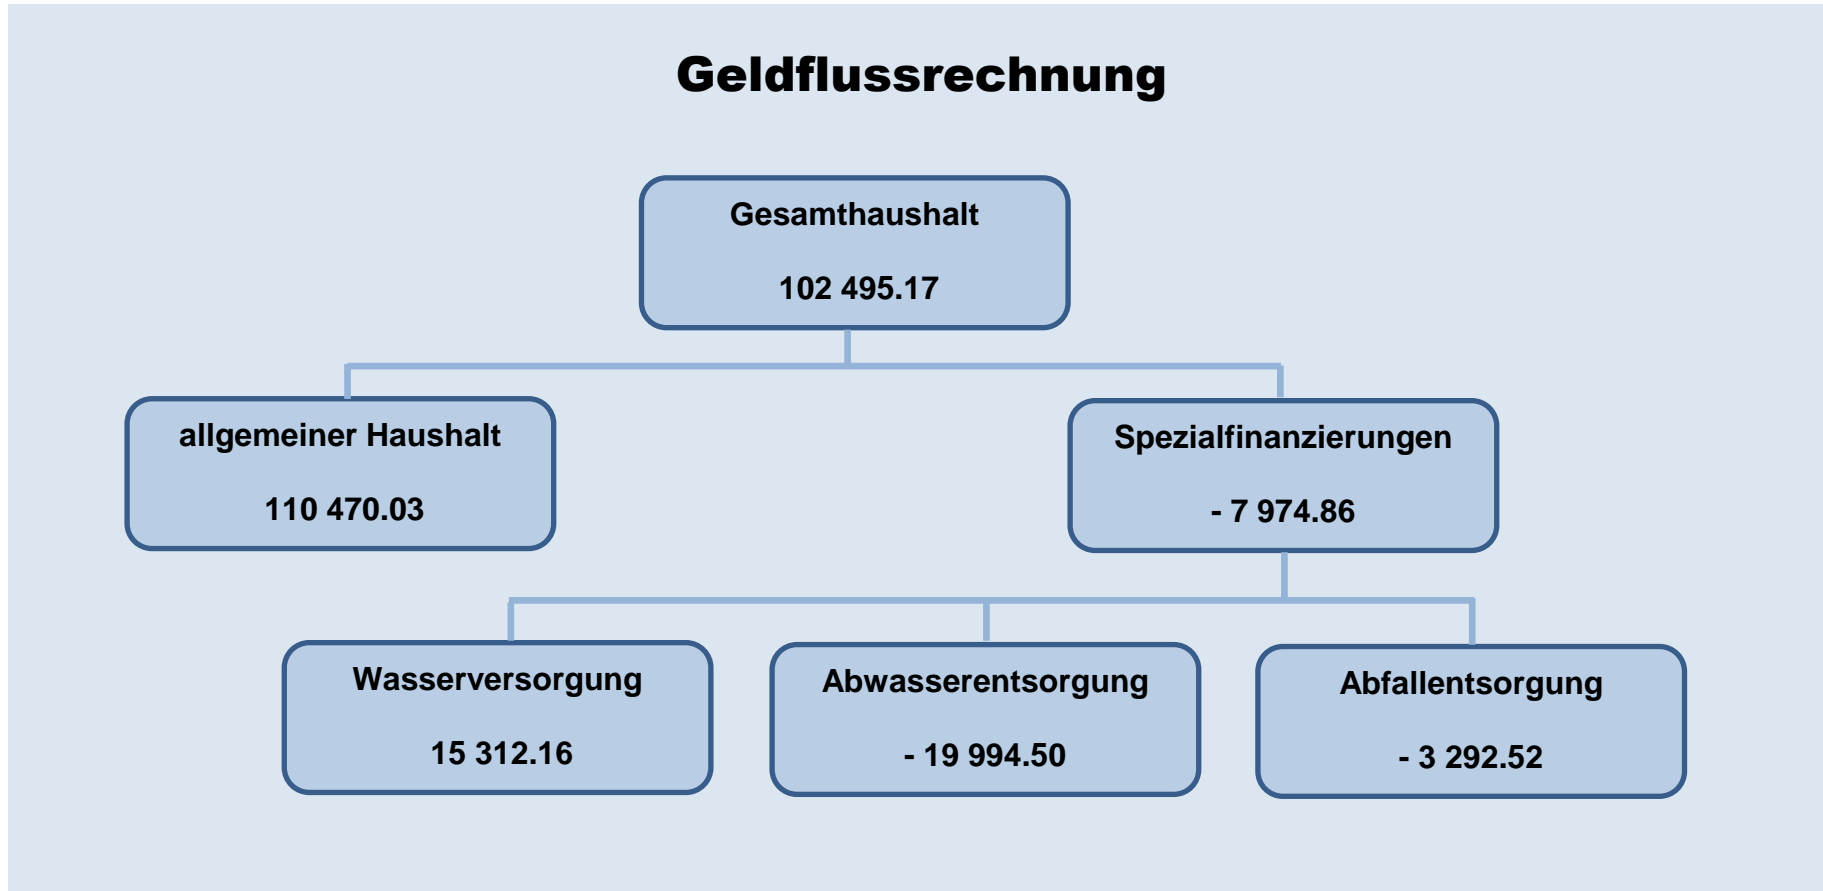 Geldflussrechnung
Gesamthaushalt
102 495.17
allgemeiner Haushalt
110 470.03
Spezialfinanzierungen
- 7 974.86
Wasserversorgung
15 312.16
Abwasserentsorgung
- 19 994.50
Abfallentsorgung
- 3 292.52